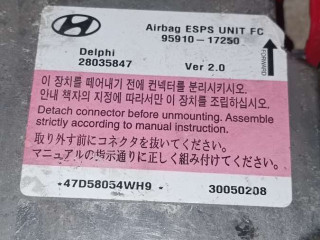 Airbag ESPS UNIT FC
95910-17250
Delphi
28035847
Ver 2.0
FORWARD
이 장치를 떼어내기 전에 컨넥터를 분리시키시오.
안내 책자의 지정에 따라서만 이 장치를 조립하십시오.
Detach connector before unmounting. Assemble
strictly according to manual instruction.
取り外す前にコネクタを抜いてください。
マニュアルの指示通りに正しく組み付けてください。
*47D58054WH9*
30050208